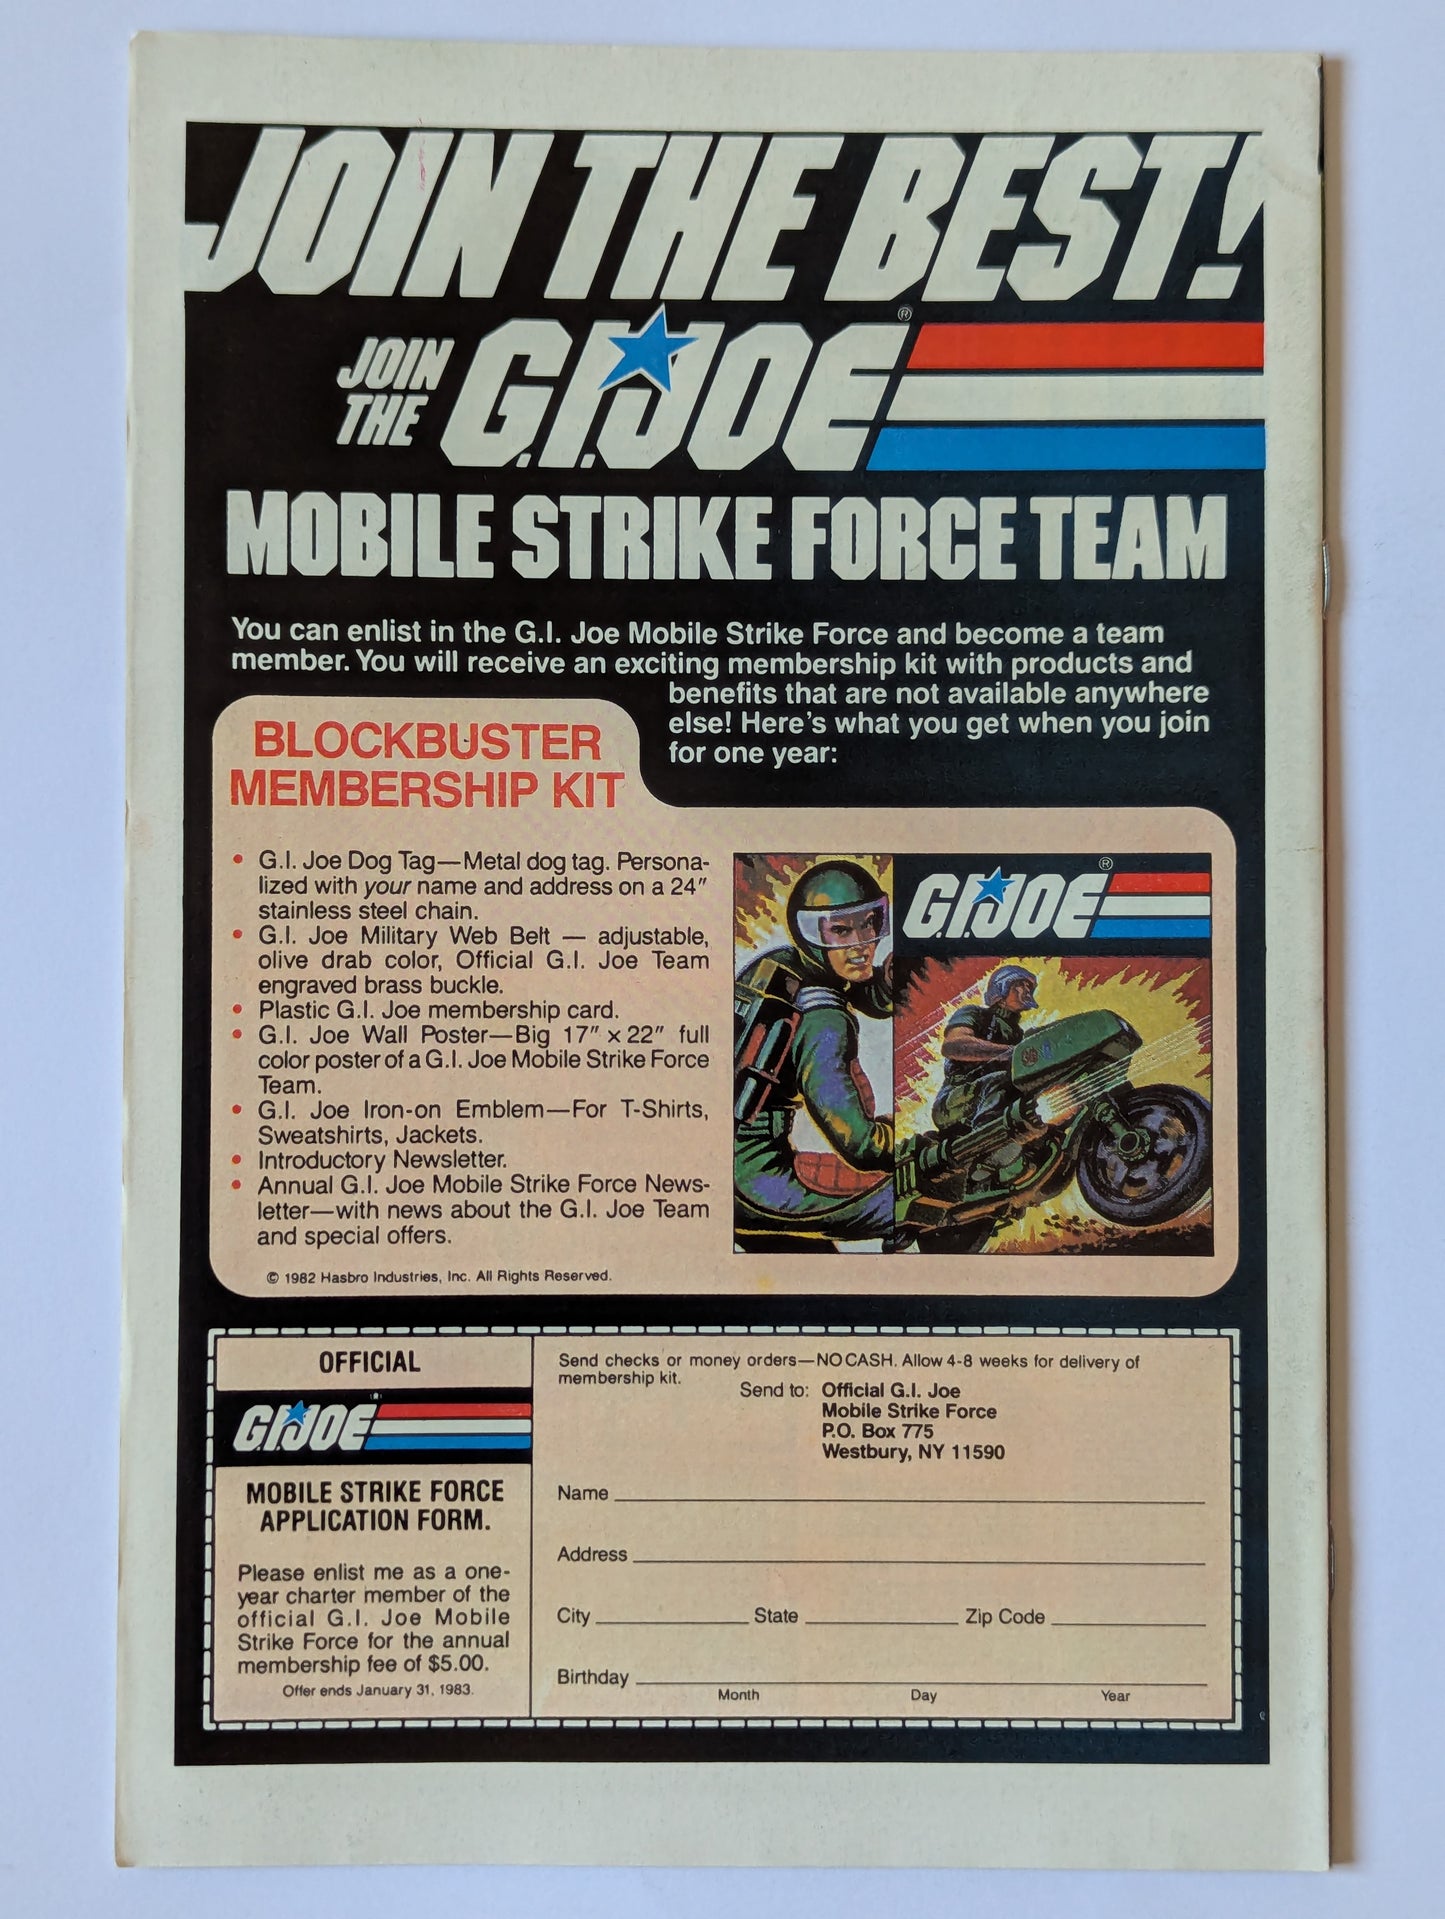 JOIN THE BEST!
JOIN
THE
G.I. JOE ®
MOBILE STRIKE FORCE TEAM
You can enlist in the G.I. Joe Mobile Strike Force and become a team
member. You will receive an exciting membership kit with products and
benefits that are not available anywhere
else! Here's what you get when you join
for one year:
BLOCKBUSTER
MEMBERSHIP KIT
• G.I. Joe Dog Tag—Metal dog tag. Persona-
lized with your name and address on a 24"
stainless steel chain.
• G.I. Joe Military Web Belt — adjustable,
olive drab color, Official G.I. Joe Team
engraved brass buckle.
• Plastic G.I. Joe membership card.
• G.I. Joe Wall Poster—Big 17" x 22" full
color poster of a G.I. Joe Mobile Strike Force
Team.
• G.I. Joe Iron-on Emblem—For T-Shirts,
Sweatshirts, Jackets.
• Introductory Newsletter.
• Annual G.I. Joe Mobile Strike Force News-
letter—with news about the G.I. Joe Team
and special offers.
© 1982 Hasbro Industries, Inc. All Rights Reserved.
G.I. JOE ®
OFFICIAL
G.I. JOE ®
MOBILE STRIKE FORCE
APPLICATION FORM.
Please enlist me as a one-
year charter member of the
official G.I. Joe Mobile
Strike Force for the annual
membership fee of $5.00.
Offer ends January 31, 1983.
Send checks or money orders—NO CASH. Allow 4-8 weeks for delivery of
membership kit.
Send to: Official G.I. Joe
Mobile Strike Force
P.O. Box 775
Westbury, NY 11590
Name
Address
City State Zip Code
Birthday
Month Day Year